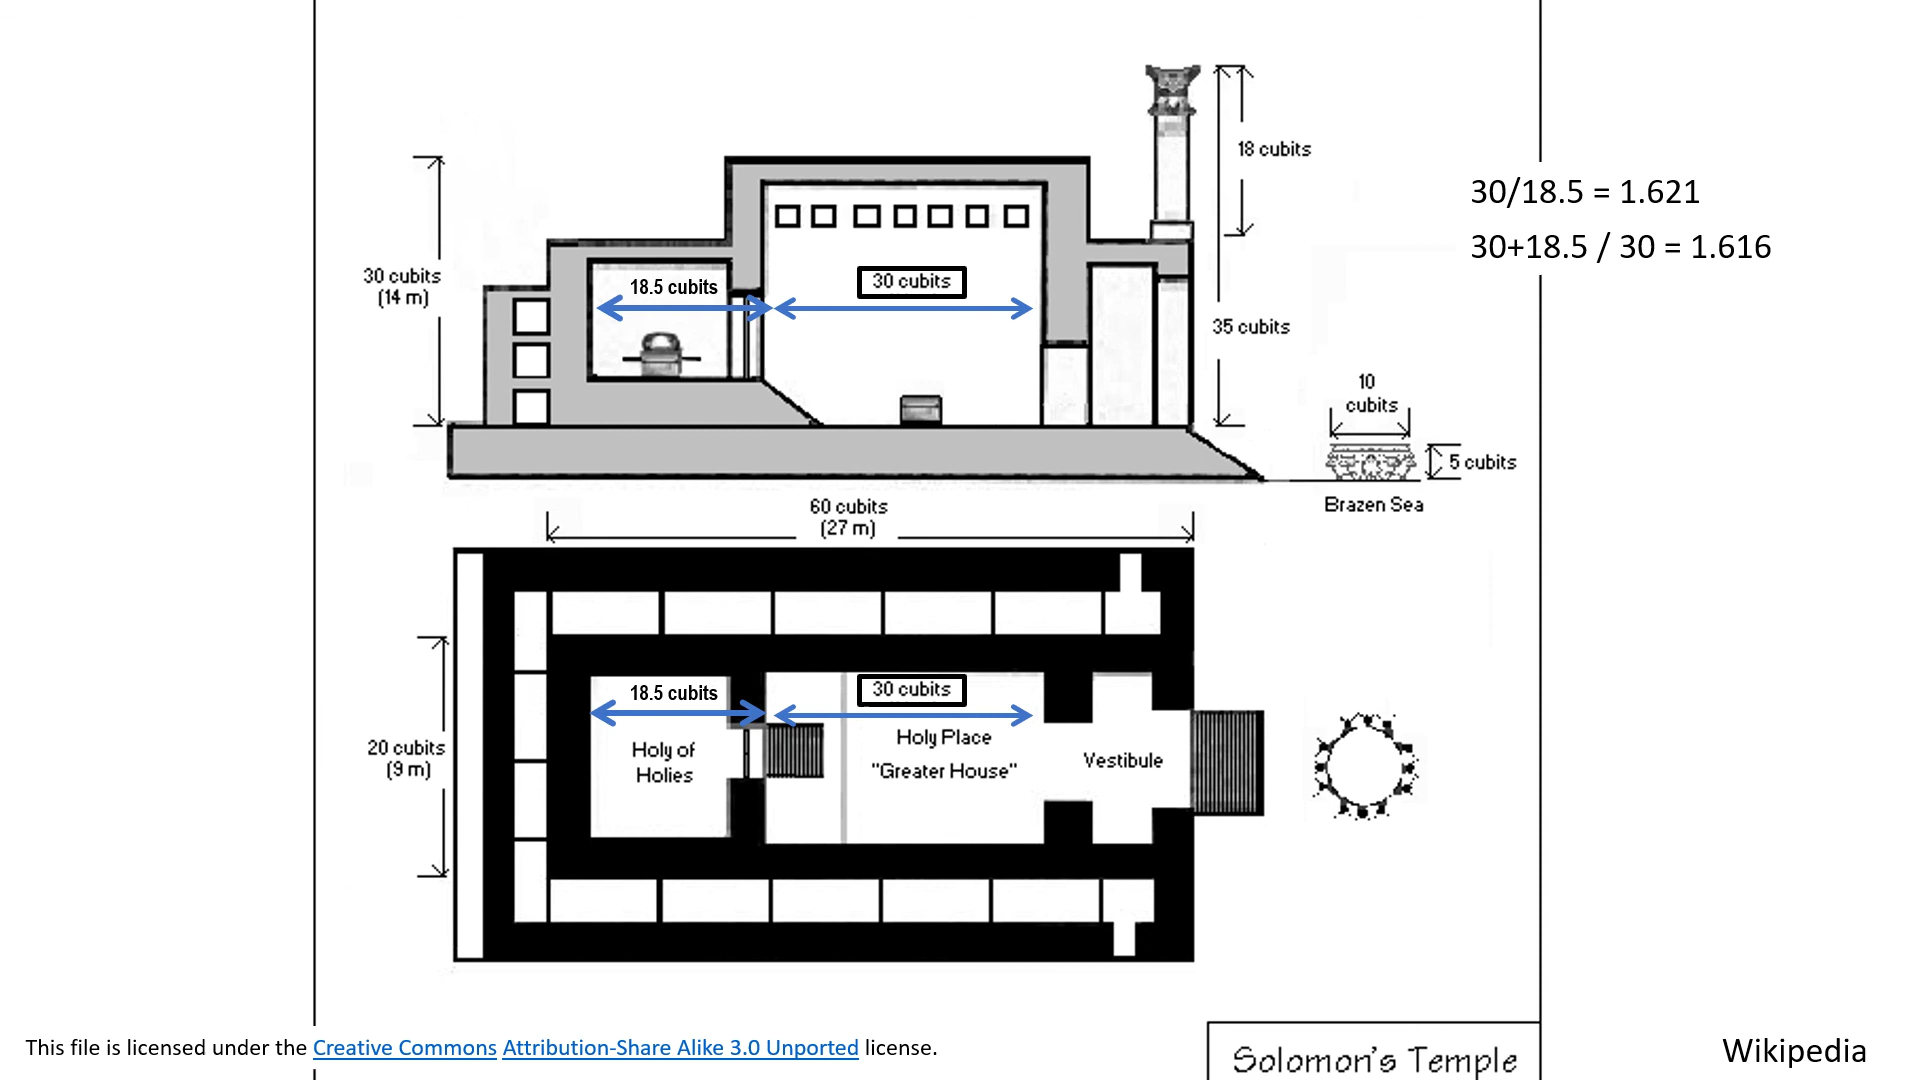 18 cubits
30/18.5 = 1.621
30+18.5 / 30 = 1.616
30 cubits
(14 m)
18.5 cubits
30 cubits
35 cubits
10
cubits
5 cubits
Brazen Sea
60 cubits
(27 m)
18.5 cubits
30 cubits
20 cubits
(9 m)
Holy of
Holies
Holy Place
"Greater House"
Vestibule
This file is licensed under the Creative Commons Attribution-Share Alike 3.0 Unported license.
Solomon's Temple
Wikipedia